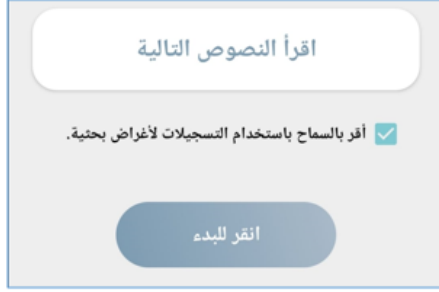 اقرأ النصوص التالية
أقر بالسماح باستخدام التسجيلات لأغراض بحثية.
انقر للبدء